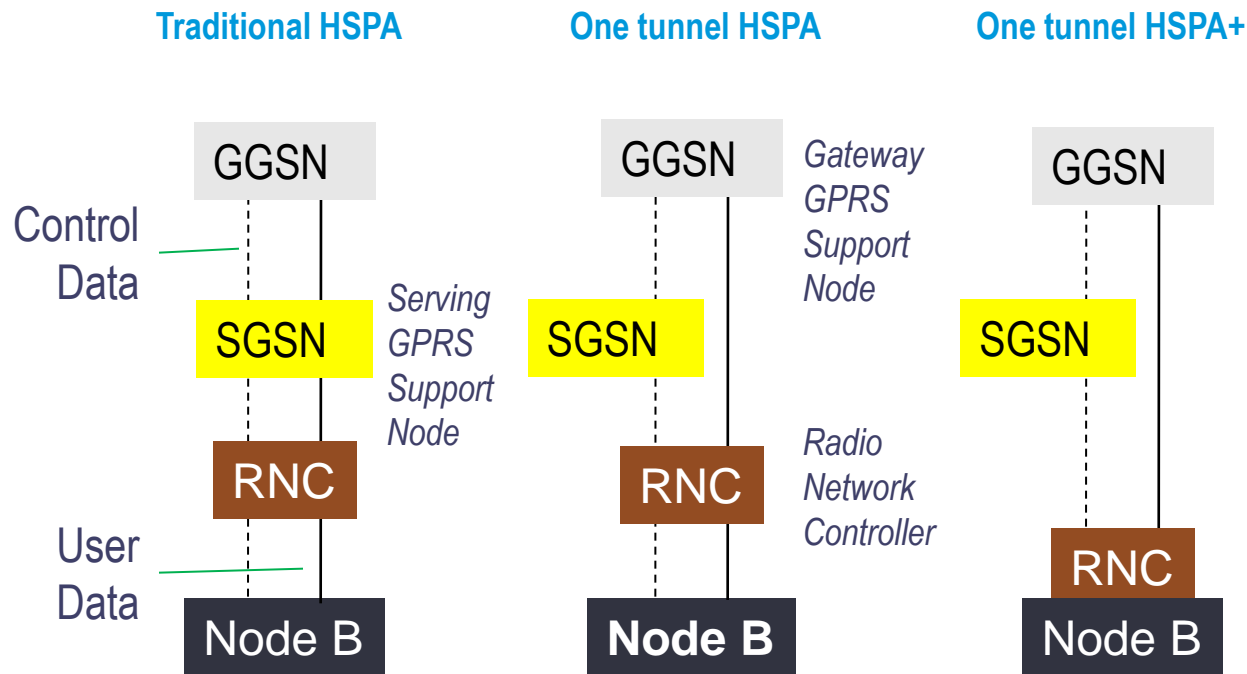 Traditional HSPA
One tunnel HSPA
One tunnel HSPA+
GGSN
GGSN
Gateway
GPRS
Support
Node
GGSN
Control
Data
SGSN
Serving
GPRS
Support
Node
SGSN
SGSN
RNC
RNC
Radio
Network
Controller
RNC
User
Data
Node B
Node B
Node B